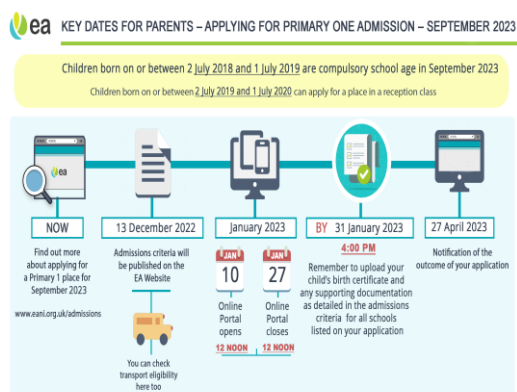 ea KEY DATES FOR PARENTS – APPLYING FOR PRIMARY ONE ADMISSION – SEPTEMBER 2023
Children born on or between 2 July 2018 and 1 July 2019 are compulsory school age in September 2023
Children born on or between 2 July 2019 and 1 July 2020 can apply for a place in a reception class
ea
NOW
Find out more
about applying for
a Primary 1 place for
September 2023
www.eani.org.uk/admissions
13 December 2022
Admissions criteria will
be published on the
EA Website
You can check
transport eligibility
here too
January 2023
JAN
10
Online
Portal
opens
12 NOON
JAN
27
Online
Portal
closes
12 NOON
BY 31 January 2023
4:00 PM
Remember to upload your
child's birth certificate and
any supporting documentation
as detailed in the admissions
criteria for all schools
listed on your application
27 April 2023
Notification of the
outcome of your application